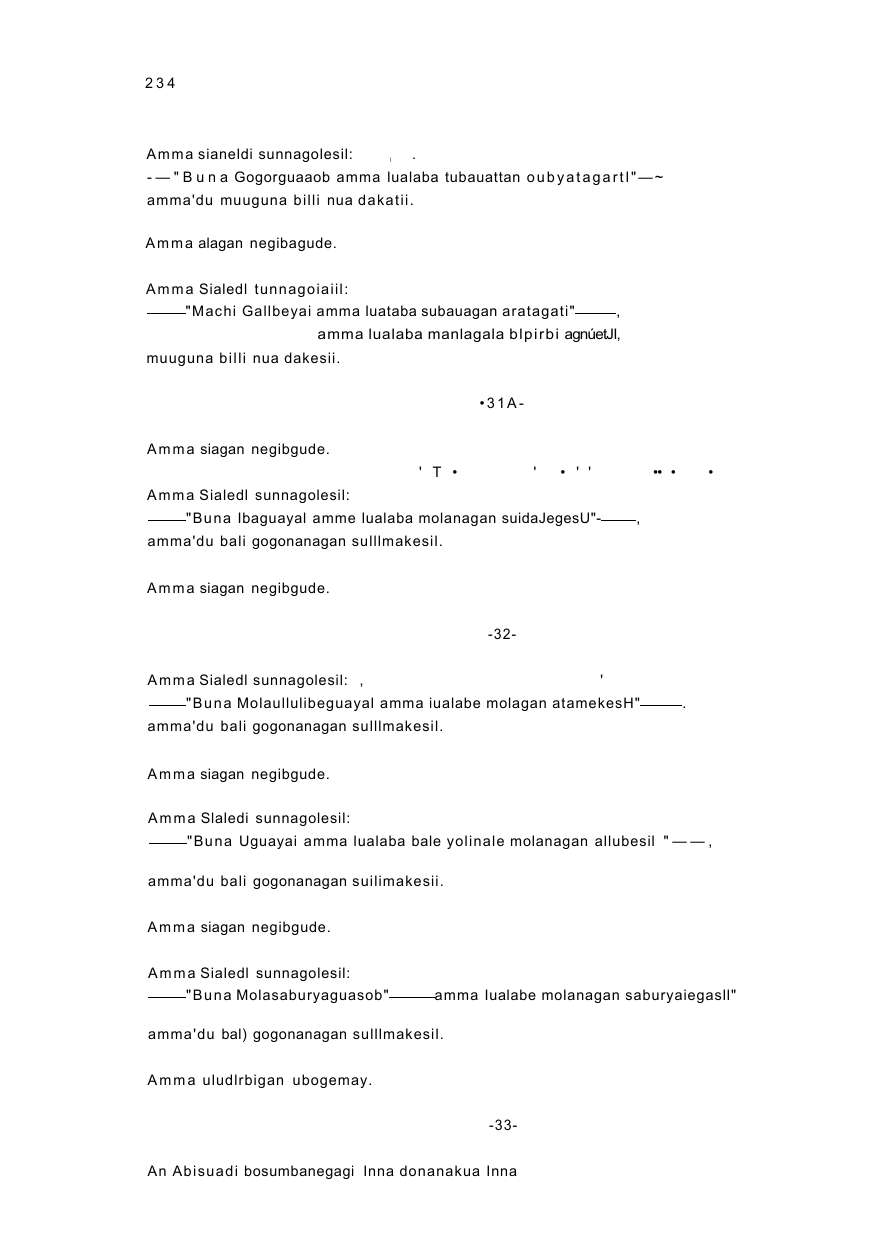 234
Amma sianeldi sunnagolesil: , .
-—"Buna Gogorguaaob amma lualaba tubauattan oubyatagartl"—~
amma'du muuguna billi nua dakatii.
Amma alagan negibagude.
Amma Sialedl tunnagoiaiil:
——"Machi Gallbeyai amma luataba subauagan aratagati"——,
amma lualaba manlagala blpirbi agnúetJl,
muuguna billi nua dakesii.
•31A-
Amma siagan negibgude.
' T • ' • ' ' •• • •
Amma Sialedl sunnagolesil:
——"Buna Ibaguayal amme lualaba molanagan suidaJegesU"-——,
amma'du bali gogonanagan sulllmakesil.
Amma siagan negibgude.
-32-
Amma Sialedl sunnagolesil: , '
——"Buna Molaullulibeguayal amma iualabe molagan atamekesH"——.
amma'du bali gogonanagan sulllmakesil.
Amma siagan negibgude.
Amma Slaledi sunnagolesil:
——"Buna Uguayai amma lualaba bale yolinale molanagan allubesil "——,
amma'du bali gogonanagan suilimakesii.
Amma siagan negibgude.
Amma Sialedl sunnagolesil:
——"Buna Molasaburyaguasob"——amma lualabe molanagan saburyaiegasll"
amma'du bal) gogonanagan sulllmakesil.
Amma uludlrbigan ubogemay.
-33-
An Abisuadi bosumbanegagi Inna donanakua Inna